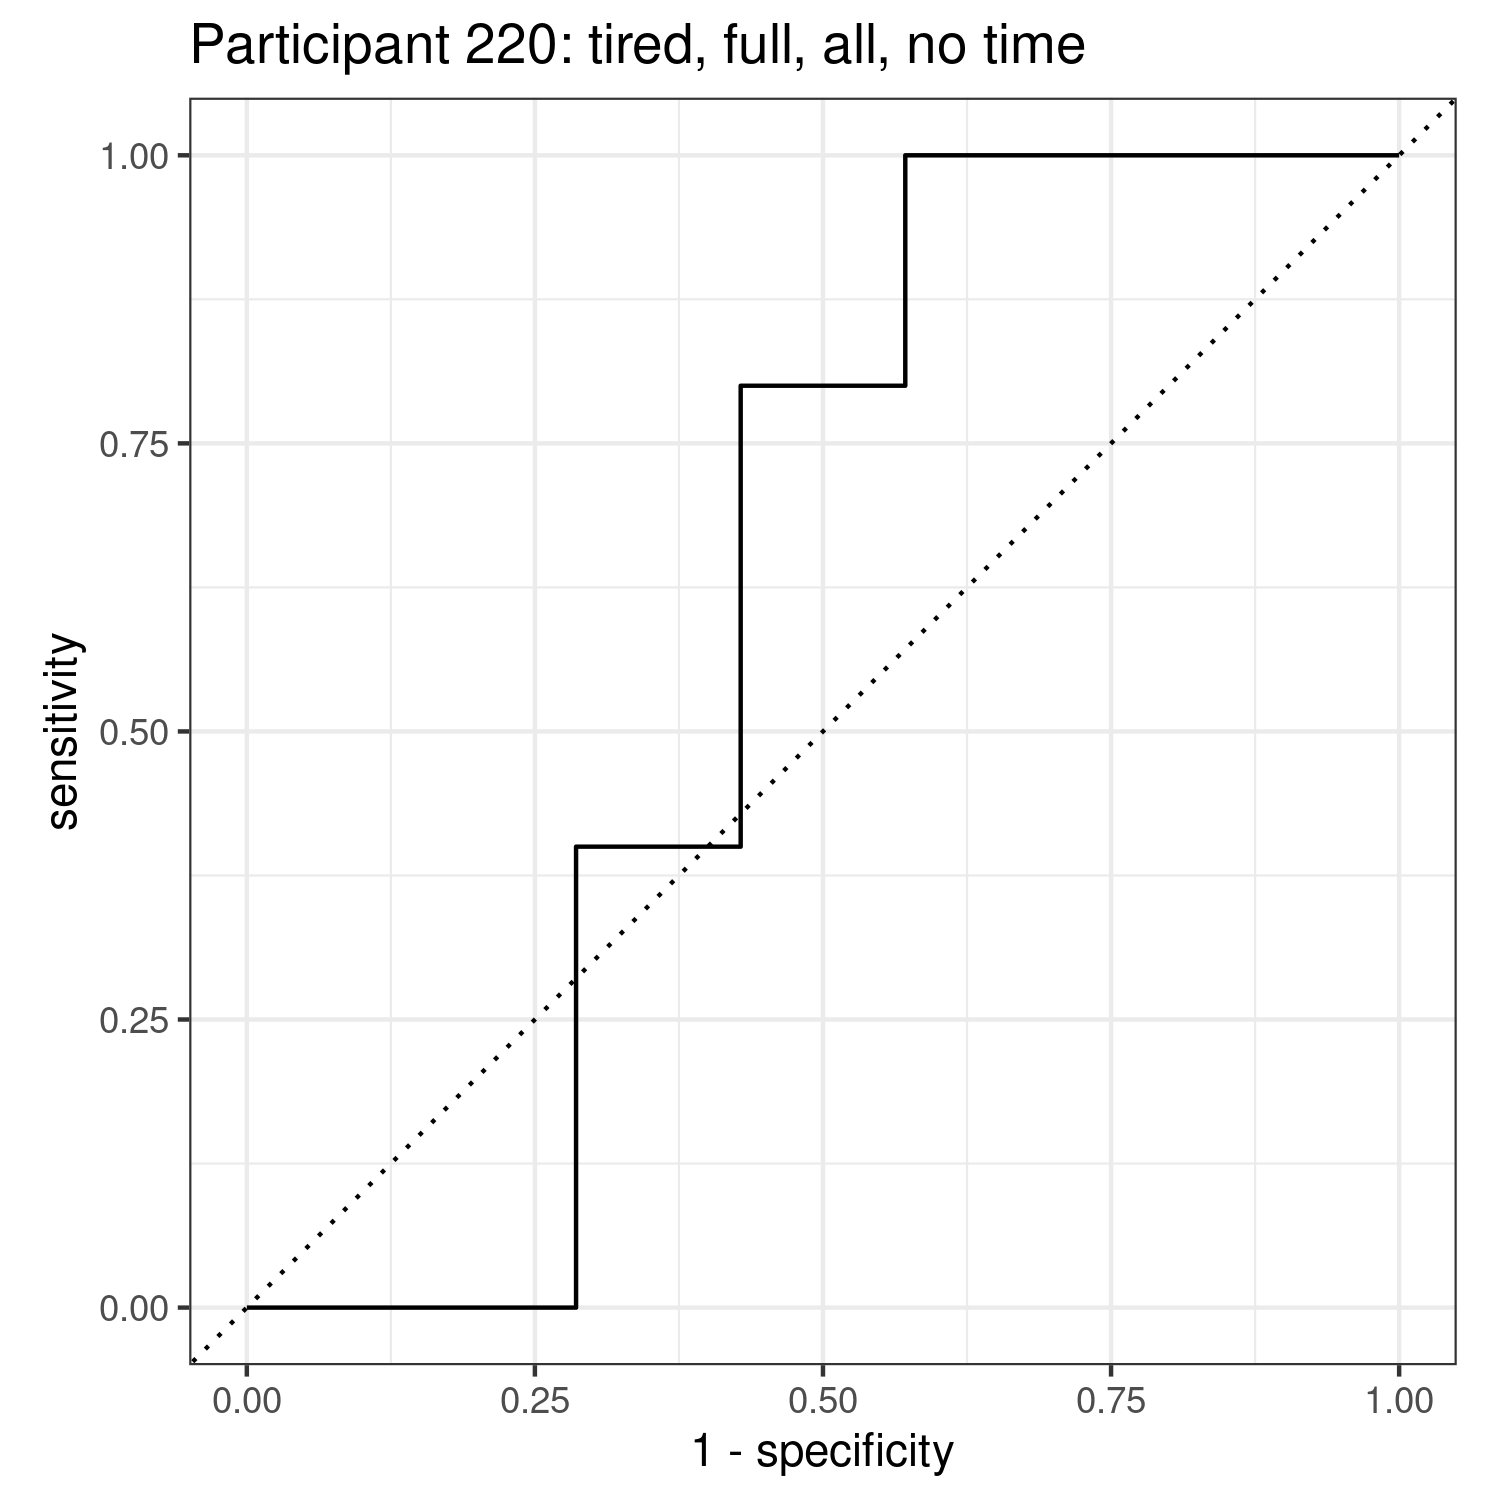 Participant 220: tired, full, all, no time
1.00
0.75
0.50
0.25
0.00
sensitivity
0.00 0.25 0.50 0.75 1.00
1 - specificity